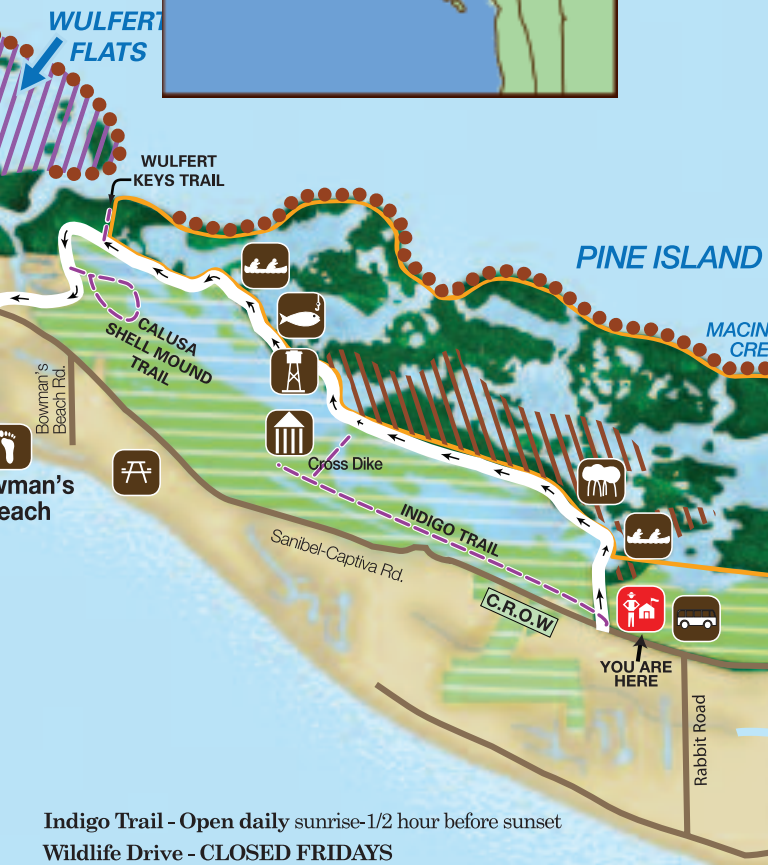 WULFERT
FLATS
WULFERT
KEYS TRAIL
PINE ISLAND
CALUSA
SHELL MOUND
TRAIL
Bowman's
Beach Rd.
Cross Dike
INDIGO TRAIL
Sanibel-Captiva Rd.
C.R.O.W
YOU ARE
HERE
Rabbit Road
Indigo Trail - Open daily sunrise-1/2 hour before sunset
Wildlife Drive - CLOSED FRIDAYS